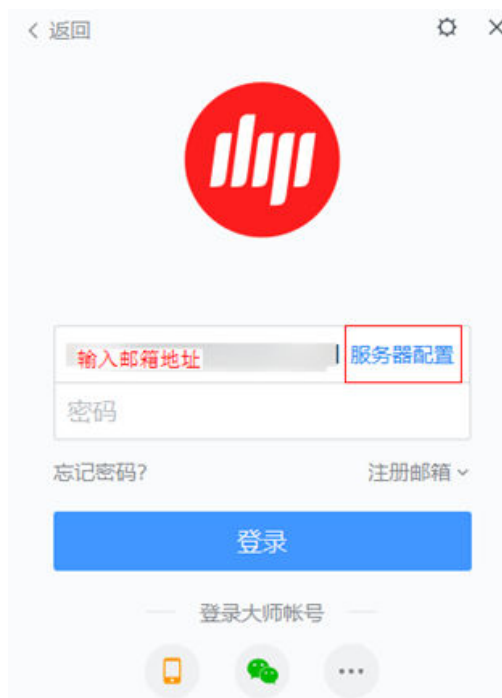 返回
输入邮箱地址 服务器配置
密码
忘记密码? 注册邮箱
登录
登录大师帐号